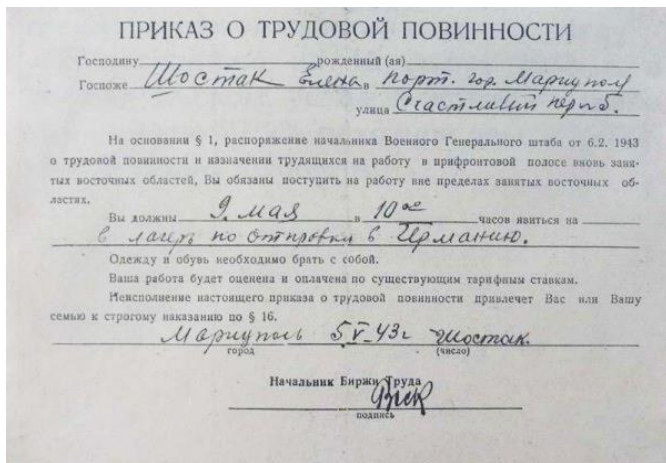 ПРИКАЗ О ТРУДОВОЙ ПОВИННОСТИ
Господину рожденный (ая)
Госпоже Шостак Елена в порт. гор. Мариуполя
улица Счастливый
На основании § 1, распоряжение начальника Военного Генерального штаба от 6.2. 1943
о трудовой повинности и назначении трудящихся на работу в прифронтовой полосе вновь заня-
тых восточных областей, Вы обязаны поступить на работу вне пределах занятых восточных об-
ластях.
Вы должны 9. мая в 10 оо часов явиться на
в лагерь по отправки в Германию.
Одежду и обувь необходимо брать с собой.
Ваша работа будет оценена и оплачена по существующим тарифным ставкам.
Неисполнение настоящего приказа о трудовой повинности привлечет Вас или Вашу
семью к строгому наказанию по § 16.
Мариуполь 5 V 43г Шостак.
город (число)
Начальник Биржи Труда
подпись